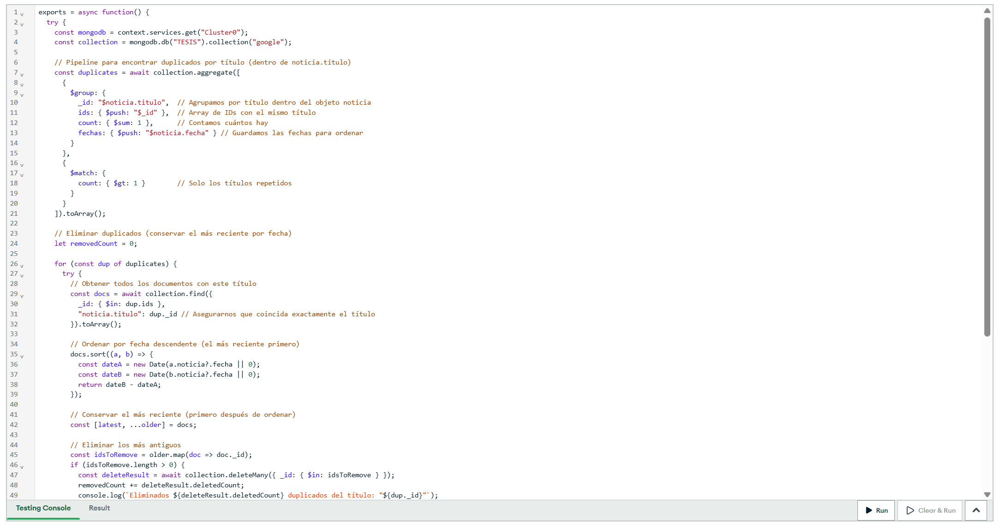 1 exports = async function() {
2   try {
3     const mongodb = context.services.get("Cluster0");
4     const collection = mongodb.db("TESIS").collection("google");
5
6     // Pipeline para encontrar duplicados por título (dentro de noticia.titulo)
7     const duplicates = await collection.aggregate([
8       {
9         $group: {
10           _id: "$noticia.titulo",  // Agrupamos por título dentro del objeto noticia
11           ids: { $push: "$_id" },  // Array de IDs con el mismo título
12           count: { $sum: 1 },      // Contamos cuántos hay
13           fechas: { $push: "$noticia.fecha" } // Guardamos las fechas para ordenar
14         }
15       },
16       {
17         $match: {
18           count: { $gt: 1 }        // Solo los títulos repetidos
19         }
20       }
21     ]).toArray();
22
23     // Eliminar duplicados (conservar el más reciente por fecha)
24     let removedCount = 0;
25
26     for (const dup of duplicates) {
27       try {
28         // Obtener todos los documentos con este título
29         const docs = await collection.find({
30           _id: { $in: dup.ids },
31           "noticia.titulo": dup._id // Asegurarnos que coincida exactamente el título
32         }).toArray();
33
34         // Ordenar por fecha descendente (el más reciente primero)
35         docs.sort((a, b) => {
36           const dateA = new Date(a.noticia?.fecha || 0);
37           const dateB = new Date(b.noticia?.fecha || 0);
38           return dateB - dateA;
39         });
40
41         // Conservar el más reciente (primero después de ordenar)
42         const [latest, ...older] = docs;
43
44         // Eliminar los más antiguos
45         const idsToRemove = older.map(doc => doc._id);
46         if (idsToRemove.length > 0) {
47           const deleteResult = await collection.deleteMany({ _id: { $in: idsToRemove } });
48           removedCount += deleteResult.deletedCount;
49           console.log(`Eliminados ${deleteResult.deletedCount} duplicados del título: "${dup._id}"`);
Testing Console Result Run Clear & Run